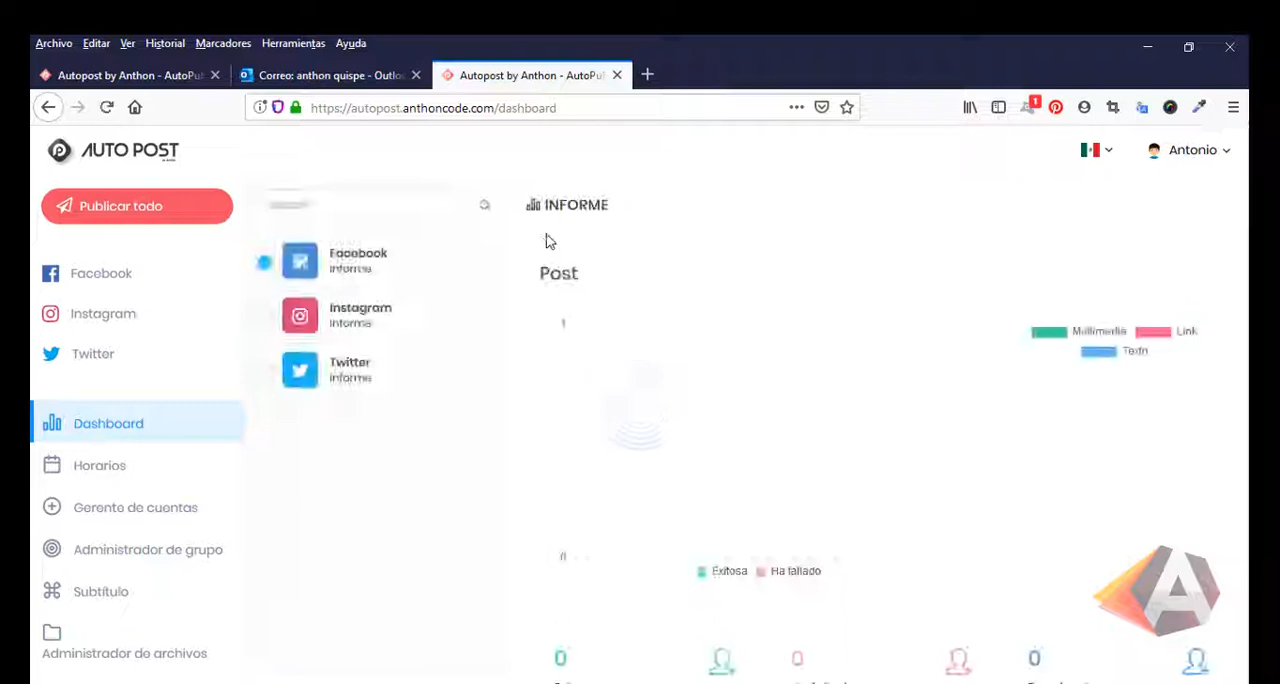 Archivo Editar Ver Historial Marcadores Herramientas Ayuda
Autopost by Anthon - AutoPu
Correo: anthon quispe - Outlo
Autopost by Anthon - AutoPu
https://autopost.anthoncode.com/dashboard
1
AUTO POST
Antonio
Publicar todo
INFORME
Facebook
Informe
Facebook
Post
Instagram
Informe
Instagram
1
Multimedia Link
Texto
Twitter
Informe
Twitter
Dashboard
Horarios
Gerente de cuentas
Administrador de grupo
0
Exitosa Ha fallado
Subtítulo
Administrador de archivos
0 0 0